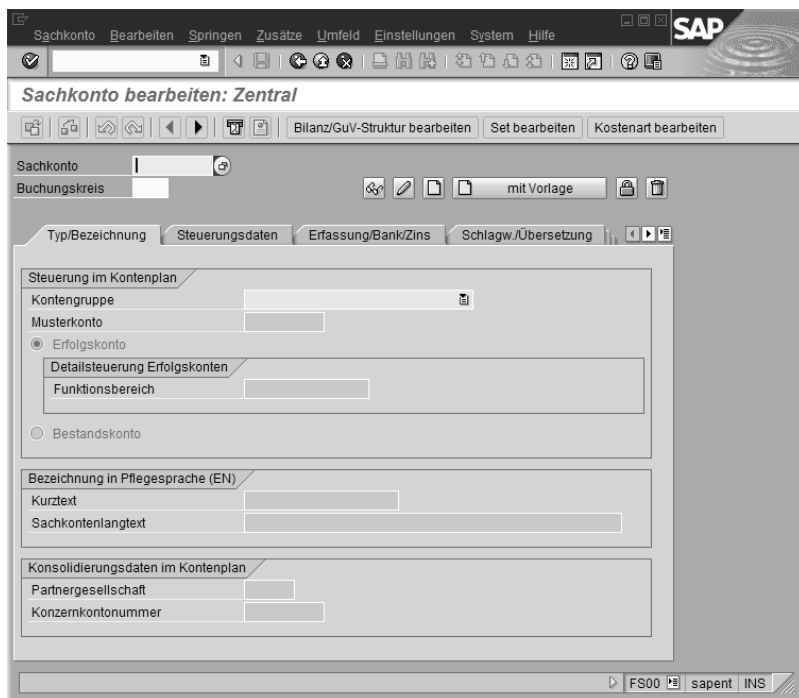 Sachkonto Bearbeiten Springen Zusätze Umfeld Einstellungen System Hilfe
SAP
Sachkonto bearbeiten: Zentral
Bilanz/GuV-Struktur bearbeiten Set bearbeiten Kostenart bearbeiten
Sachkonto
Buchungskreis mit Vorlage
Typ/Bezeichnung Steuerungsdaten Erfassung/Bank/Zins Schlagw./Übersetzung
Steuerung im Kontenplan
Kontengruppe
Musterkonto
Erfolgskonto
Detailsteuerung Erfolgskonten
Funktionsbereich
Bestandskonto
Bezeichnung in Pflegesprache (EN)
Kurztext
Sachkontenlangtext
Konsolidierungsdaten im Kontenplan
Partnergesellschaft
Konzernkontonummer
FS00 sapent INS